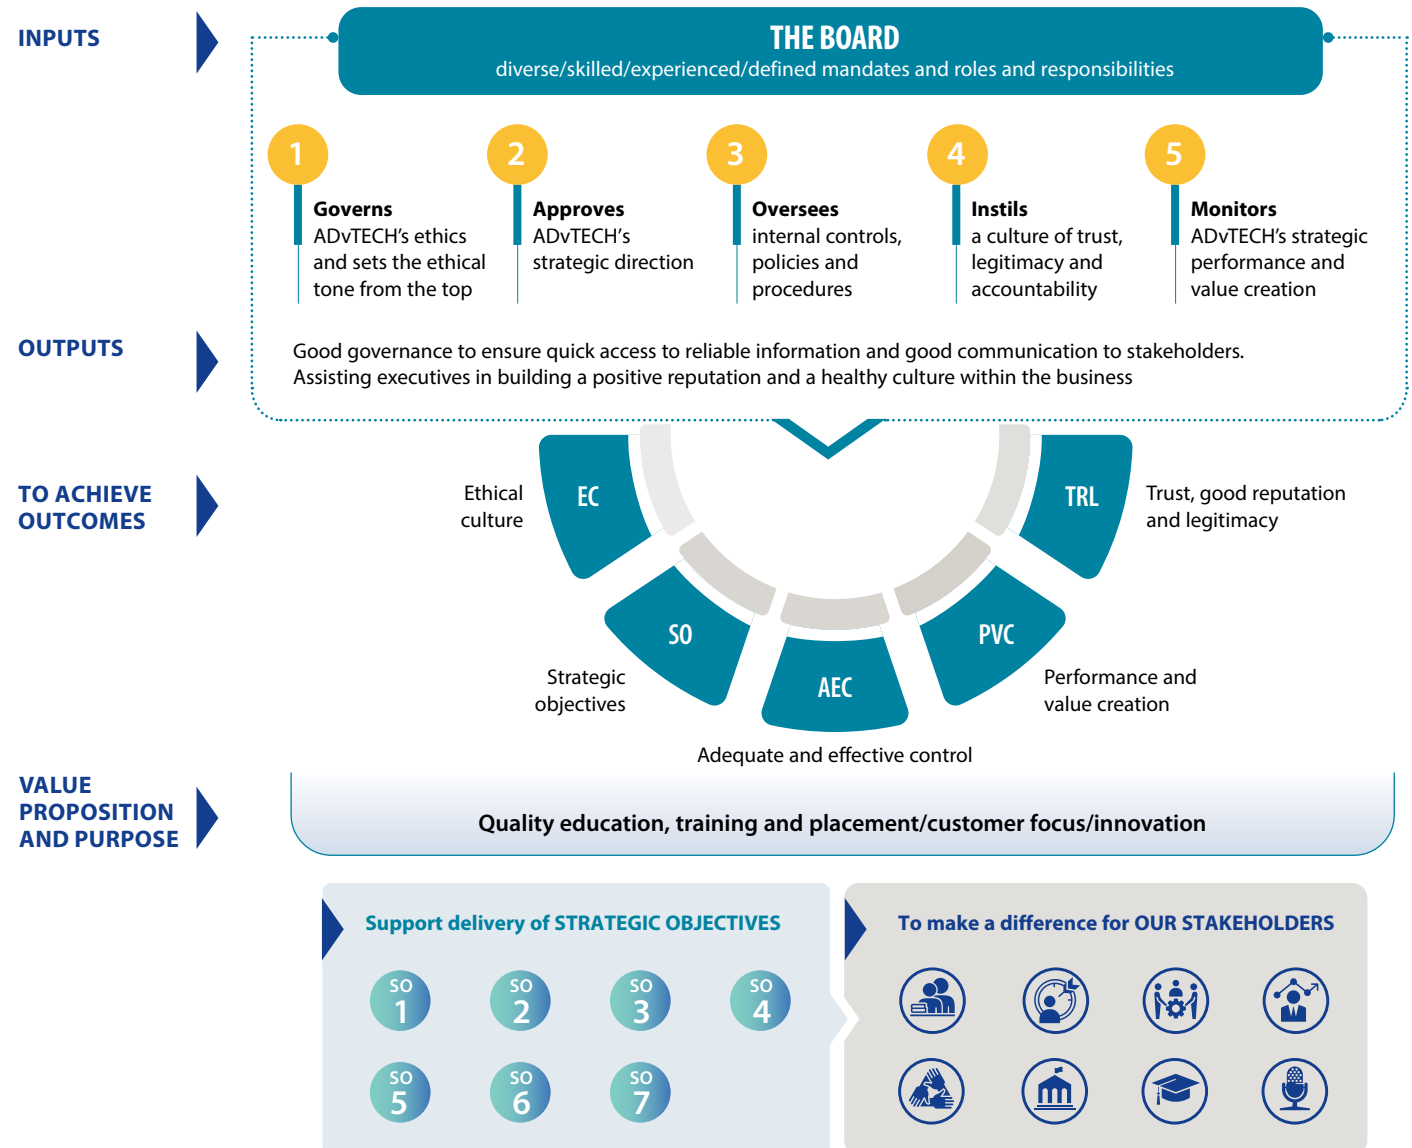 INPUTS
THE BOARD
diverse/skilled/experienced/defined mandates and roles and responsibilities
1
Governs
ADvTECH's ethics
and sets the ethical
tone from the top
2
Approves
ADvTECH's
strategic direction
3
Oversees
internal controls,
policies and
procedures
4
Instils
a culture of trust,
legitimacy and
accountability
5
Monitors
ADvTECH's strategic
performance and
value creation
OUTPUTS
Good governance to ensure quick access to reliable information and good communication to stakeholders.
Assisting executives in building a positive reputation and a healthy culture within the business
TO ACHIEVE
OUTCOMES
Ethical
culture
EC
TRL
Trust, good reputation
and legitimacy
SO
Strategic
objectives
PVC
Performance and
value creation
AEC
Adequate and effective control
VALUE
PROPOSITION
AND PURPOSE
Quality education, training and placement/customer focus/innovation
Support delivery of STRATEGIC OBJECTIVES
SO
1
SO
2
SO
3
SO
4
SO
5
SO
6
SO
7
To make a difference for OUR STAKEHOLDERS